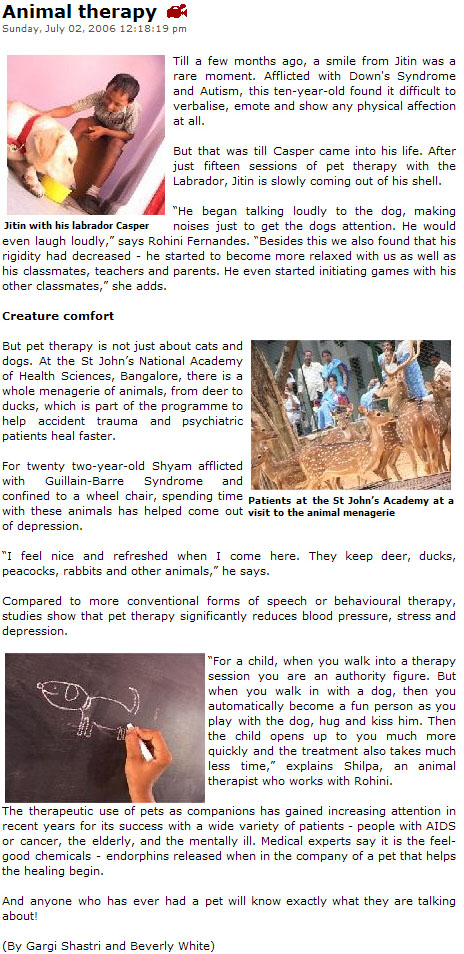 Animal therapy
Sunday, July 02, 2006 12:18:19 pm
Till a few months ago, a smile from Jitin was a
rare moment. Afflicted with Down's Syndrome
and Autism, this ten-year-old found it difficult to
verbalise, emote and show any physical affection
at all.
But that was till Casper came into his life. After
just fifteen sessions of pet therapy with the
Labrador, Jitin is slowly coming out of his shell.
Jitin with his labrador Casper
“He began talking loudly to the dog, making
noises just to get the dogs attention. He would
even laugh loudly,” says Rohini Fernandes. “Besides this we also found that his
rigidity had decreased - he started to become more relaxed with us as well as
his classmates, teachers and parents. He even started initiating games with his
other classmates,” she adds.
Creature comfort
But pet therapy is not just about cats and
dogs. At the St John’s National Academy
of Health Sciences, Bangalore, there is a
whole menagerie of animals, from deer to
ducks, which is part of the programme to
help accident trauma and psychiatric
patients heal faster.
For twenty two-year-old Shyam afflicted
with Guillain-Barre Syndrome and
confined to a wheel chair, spending time
with these animals has helped come out
of depression.
Patients at the St John’s Academy at a
visit to the animal menagerie
“I feel nice and refreshed when I come here. They keep deer, ducks,
peacocks, rabbits and other animals,” he says.
Compared to more conventional forms of speech or behavioural therapy,
studies show that pet therapy significantly reduces blood pressure, stress and
depression.
“For a child, when you walk into a therapy
session you are an authority figure. But
when you walk in with a dog, then you
automatically become a fun person as you
play with the dog, hug and kiss him. Then
the child opens up to you much more
quickly and the treatment also takes much
less time,” explains Shilpa, an animal
therapist who works with Rohini.
The therapeutic use of pets as companions has gained increasing attention in
recent years for its success with a wide variety of patients - people with AIDS
or cancer, the elderly, and the mentally ill. Medical experts say it is the feel-
good chemicals - endorphins released when in the company of a pet that helps
the healing begin.
And anyone who has ever had a pet will know exactly what they are talking
about!
(By Gargi Shastri and Beverly White)